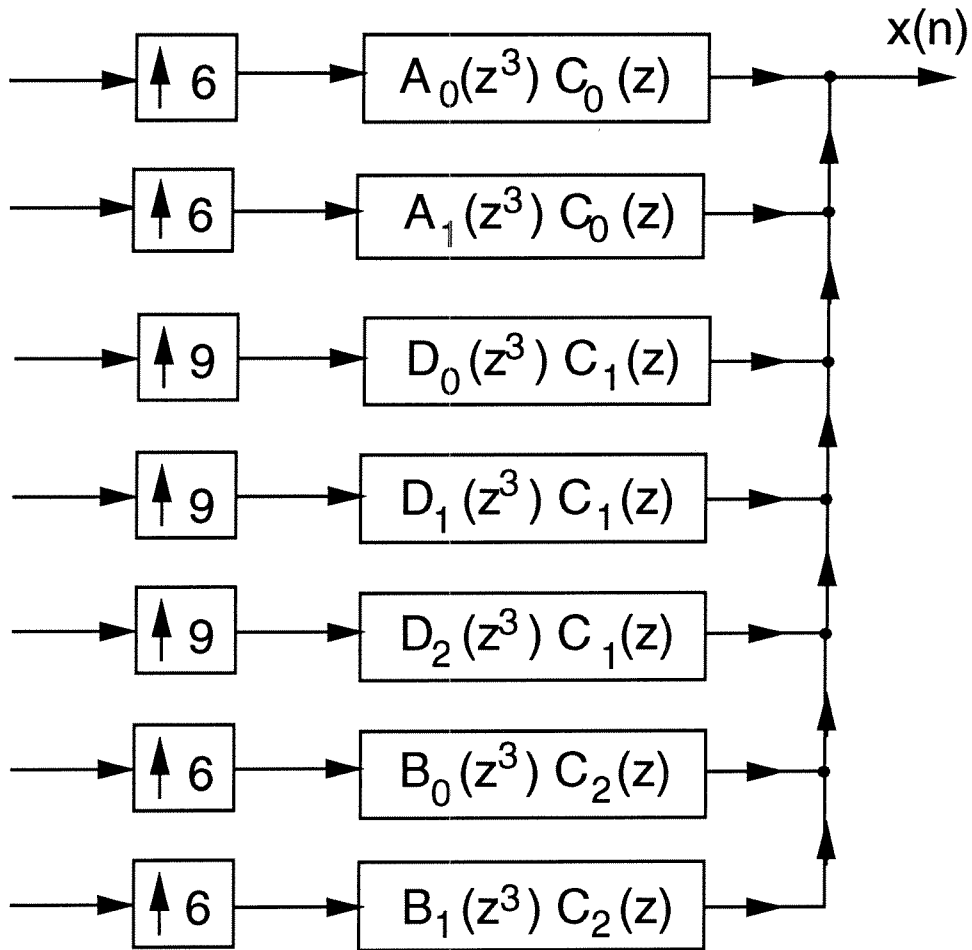 x(n)
↑ 6 A₀(z³) C₀(z)
↑ 6 A₁(z³) C₀(z)
↑ 9 D₀(z³) C₁(z)
↑ 9 D₁(z³) C₁(z)
↑ 9 D₂(z³) C₁(z)
↑ 6 B₀(z³) C₂(z)
↑ 6 B₁(z³) C₂(z)